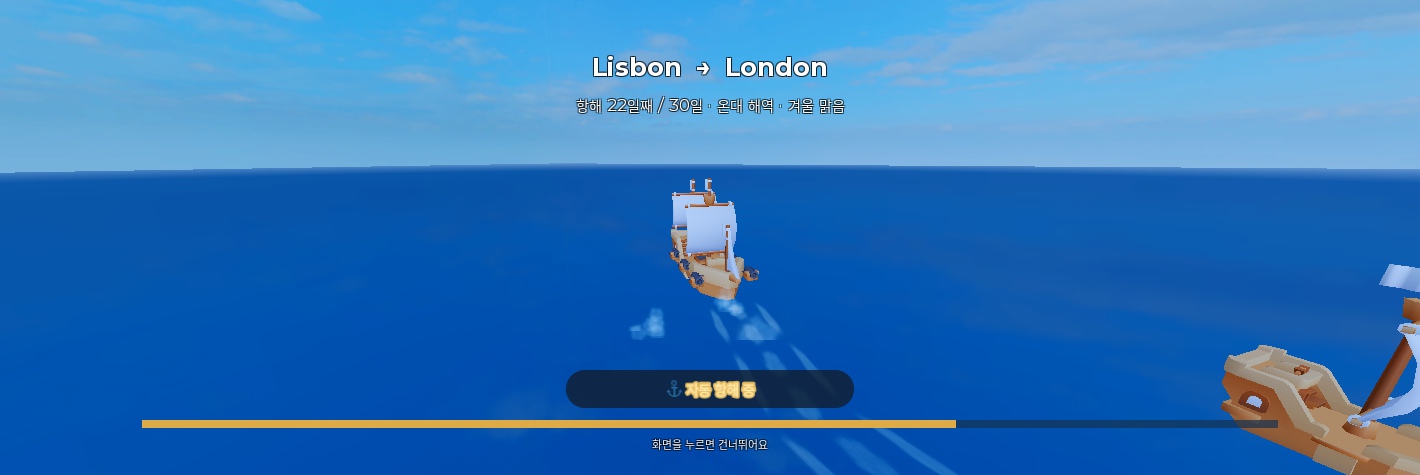 Lisbon → London
항해 22일째 / 30일 · 온대 해역 · 겨울 맑음
⚓ 자동 항해 중
화면을 누르면 건너뛰어요